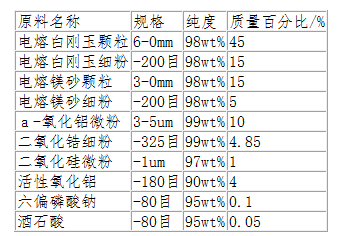 原料名称 规格 纯度 质量百分比/%
电熔白刚玉颗粒 6-0mm 98wt% 45
电熔白刚玉细粉 -200目 98wt% 15
电熔镁砂颗粒 3-0mm 98wt% 15
电熔镁砂细粉 -200目 98wt% 5
a-氧化铝微粉 3-5um 99wt% 10
二氧化锆细粉 -325目 99wt% 4.85
二氧化硅微粉 -1um 97wt% 1
活性氧化铝 -180目 90wt% 4
六偏磷酸钠 -80目 95wt% 0.1
酒石酸 -80目 95wt% 0.05